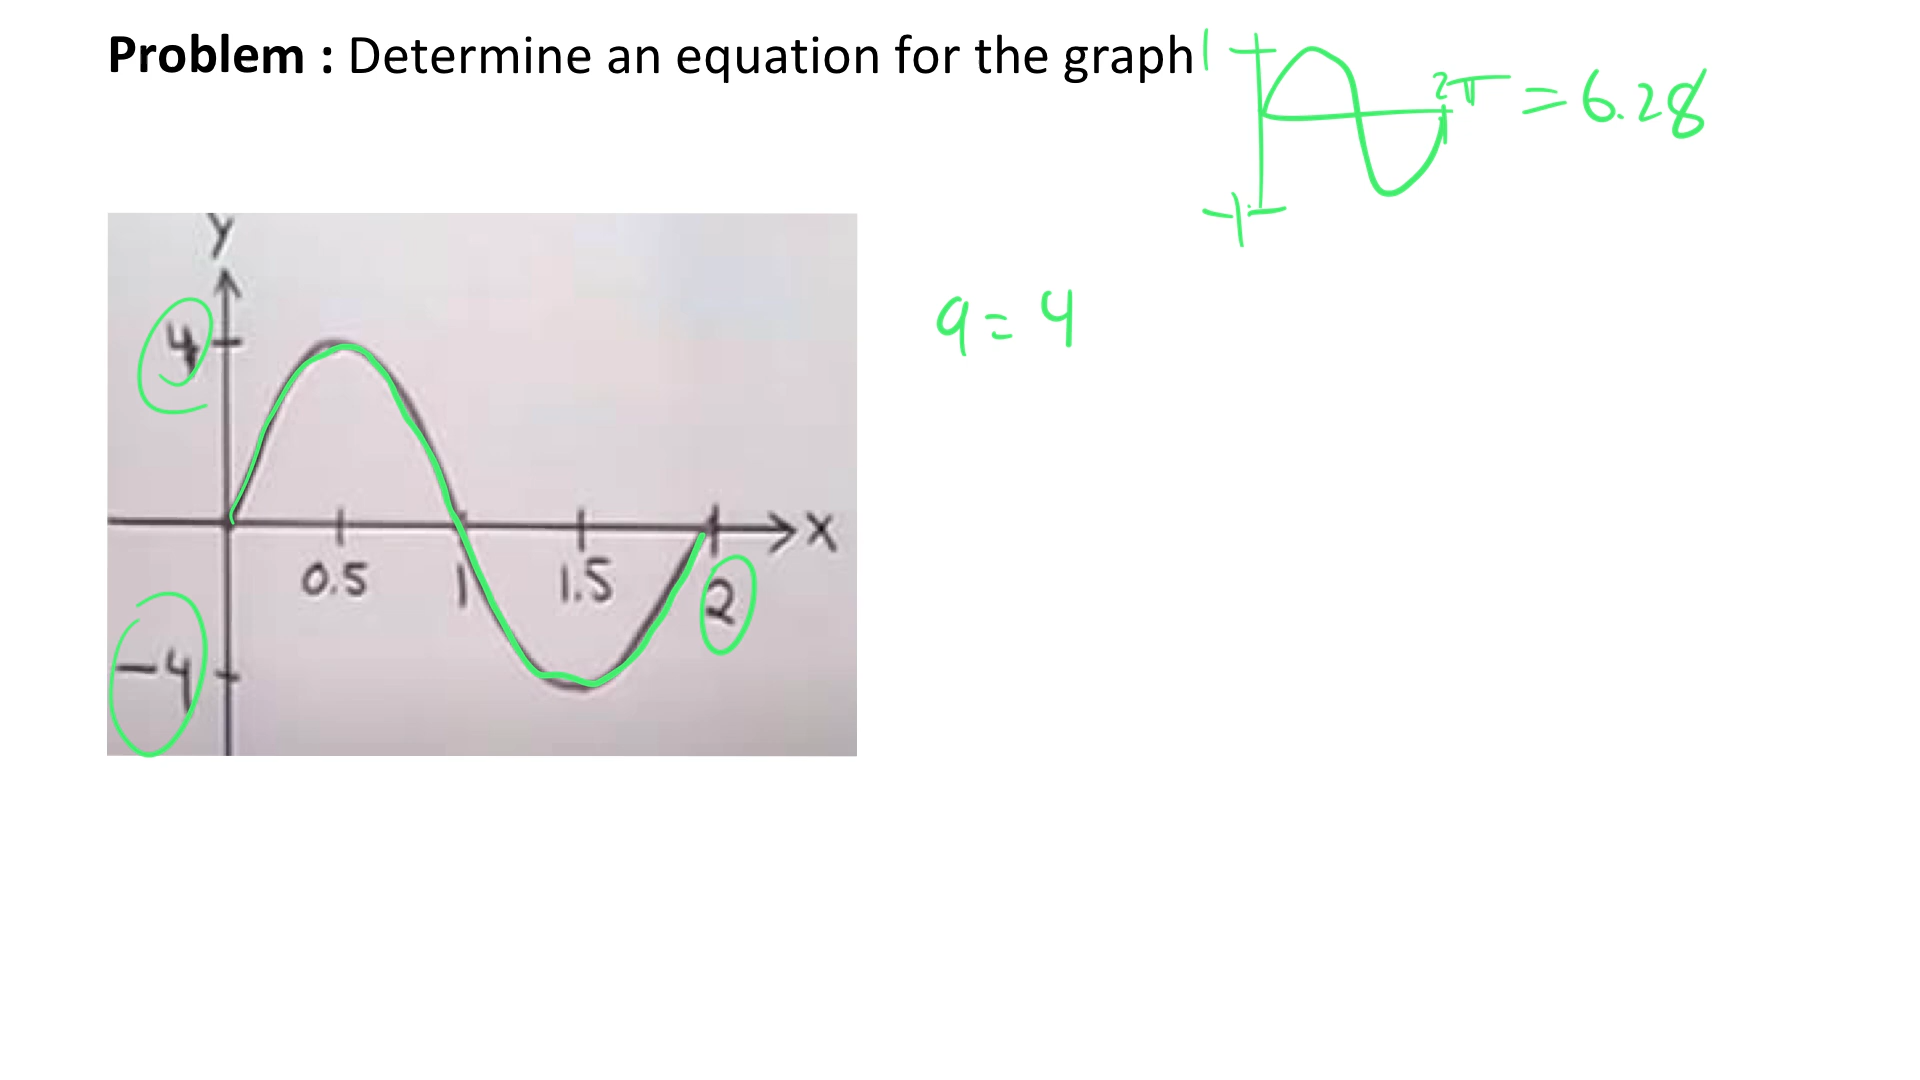 Problem : Determine an equation for the graph
1
2π = 6.28
-1
a = 4
y
4
x
0.5 1 1.5 2
-4